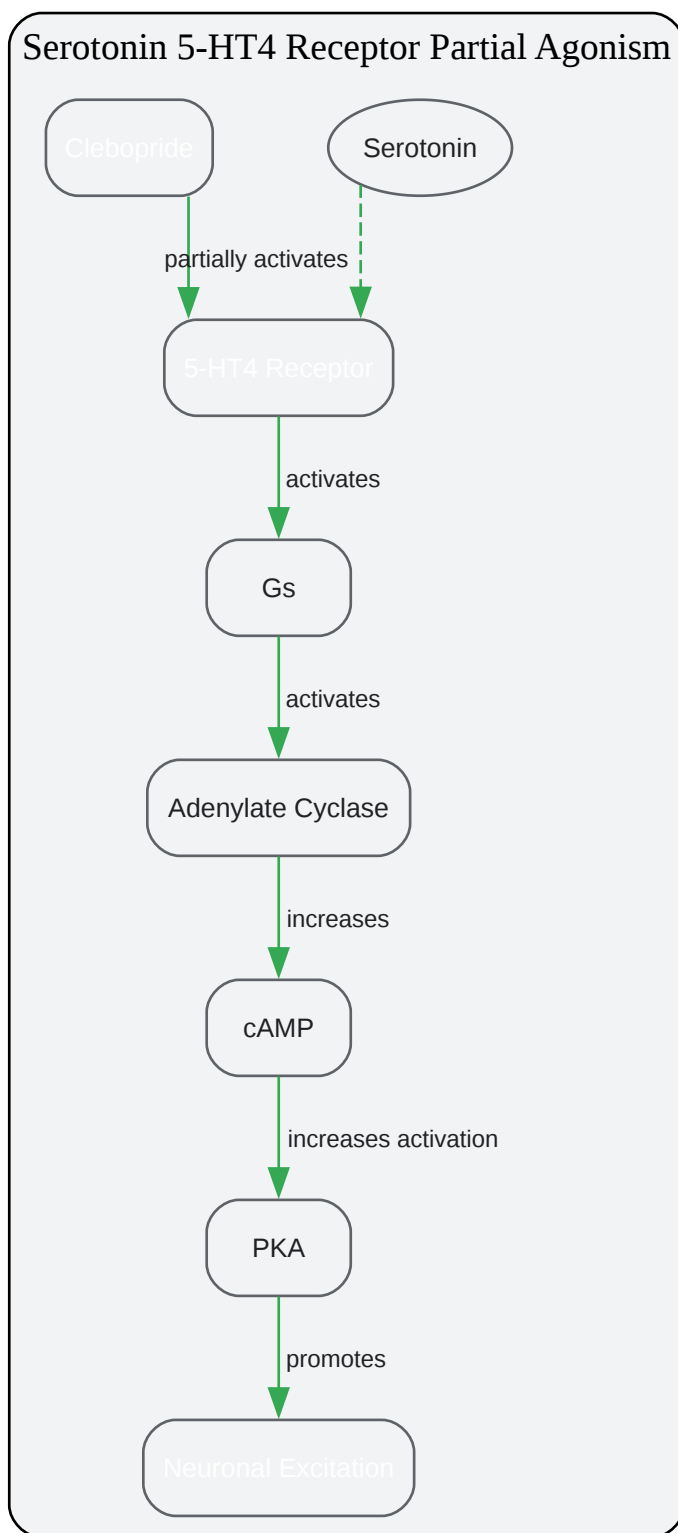 Serotonin 5-HT4 Receptor Partial Agonism
Clebopride
Serotonin
partially activates
5-HT4 Receptor
activates
Gs
activates
Adenylate Cyclase
increases
cAMP
increases activation
PKA
promotes
Neuronal Excitation